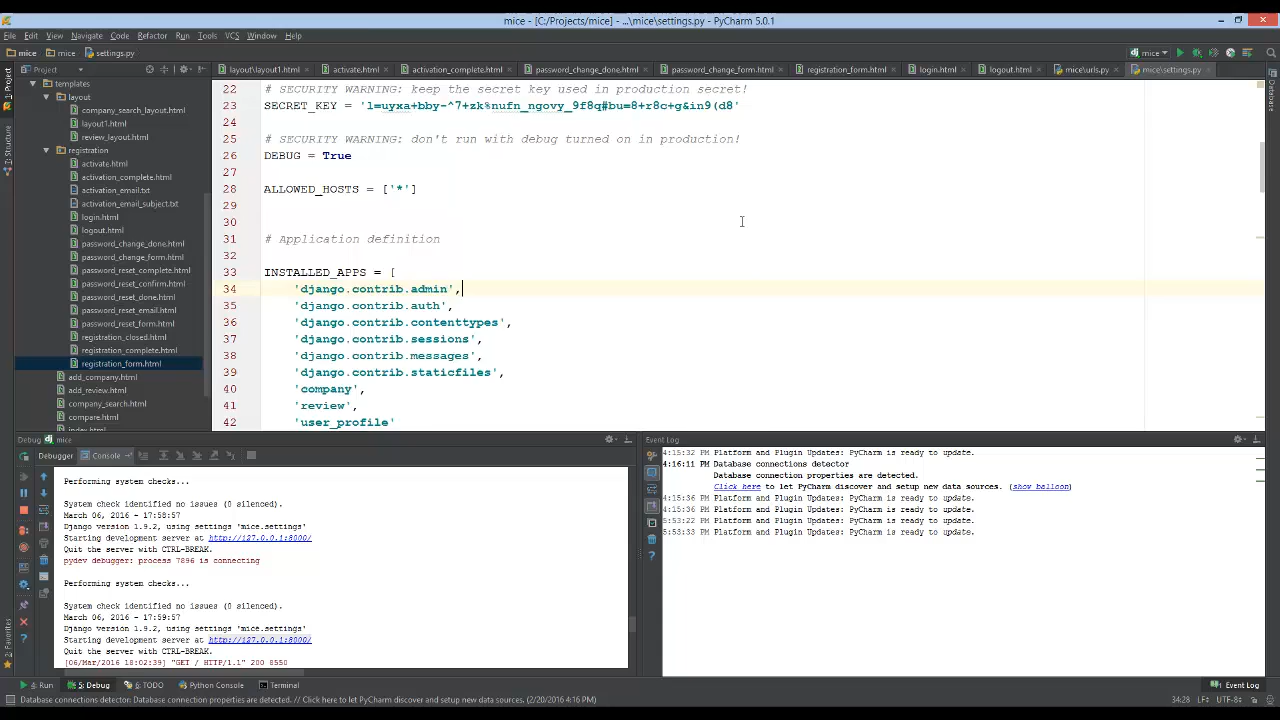 mice - [C:/Projects/mice] - ...\mice\settings.py - PyCharm 5.0.1
File Edit View Navigate Code Refactor Run Tools VCS Window Help
mice mice settings.py mice
1: Project Project layout\layout1.html activate.html activation_complete.html password_change_done.html password_change_form.html registration_form.html login.html logout.html mice\urls.py mice\settings.py
templates
layout
company_search_layout.html
layout1.html
review_layout.html
registration
activate.html
activation_complete.html
activation_email.txt
activation_email_subject.txt
login.html
logout.html
password_change_done.html
password_change_form.html
password_reset_complete.html
password_reset_confirm.html
password_reset_done.html
password_reset_email.html
password_reset_form.html
registration_closed.html
registration_complete.html
registration_form.html
add_company.html
add_review.html
company_search.html
compare.html
index.html
Structure
Database
22 # SECURITY WARNING: keep the secret key used in production secret!
23 SECRET_KEY = 'l=uyxa+bby-^7+zk%nufn_ngovy_9f8q#bu=8+r8c+g&in9(d8'
24
25 # SECURITY WARNING: don't run with debug turned on in production!
26 DEBUG = True
27
28 ALLOWED_HOSTS = ['*']
29
30
31 # Application definition
32
33 INSTALLED_APPS = [
34 'django.contrib.admin',
35 'django.contrib.auth',
36 'django.contrib.contenttypes',
37 'django.contrib.sessions',
38 'django.contrib.messages',
39 'django.contrib.staticfiles',
40 'company',
41 'review',
42 'user_profile'
Debug mice
Debugger Console
Performing system checks...
System check identified no issues (0 silenced).
March 06, 2016 - 17:58:57
Django version 1.9.2, using settings 'mice.settings'
Starting development server at http://127.0.0.1:8000/
Quit the server with CTRL-BREAK.
pydev debugger: process 7896 is connecting
Performing system checks...
System check identified no issues (0 silenced).
March 06, 2016 - 17:59:57
Django version 1.9.2, using settings 'mice.settings'
Starting development server at http://127.0.0.1:8000/
Quit the server with CTRL-BREAK.
[06/Mar/2016 18:02:39] "GET / HTTP/1.1" 200 8550
Event Log
4:15:32 PM Platform and Plugin Updates: PyCharm is ready to update.
4:16:11 PM Database connections detector
Database connection properties are detected.
Click here to let PyCharm discover and setup new data sources. (show balloon)
4:15:36 PM Platform and Plugin Updates: PyCharm is ready to update.
4:15:36 PM Platform and Plugin Updates: PyCharm is ready to update.
5:53:22 PM Platform and Plugin Updates: PyCharm is ready to update.
5:53:33 PM Platform and Plugin Updates: PyCharm is ready to update.
2: Favorites
4: Run 5: Debug 6: TODO Python Console Terminal Event Log
Database connections detector: Database connection properties are detected. // Click here to let PyCharm discover and setup new data sources. (2/20/2016 4:16 PM) 34:28 LF÷ UTF-8÷